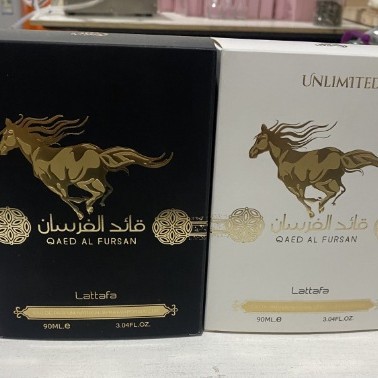 قائد الفرسان
QAED AL FURSAN
Lattafa
90ML.e
3.04FL.OZ.
UNLIMITED
قائد الفرسان
QAED AL FURSAN
Lattafa
90ML.e
3.04FL.OZ.